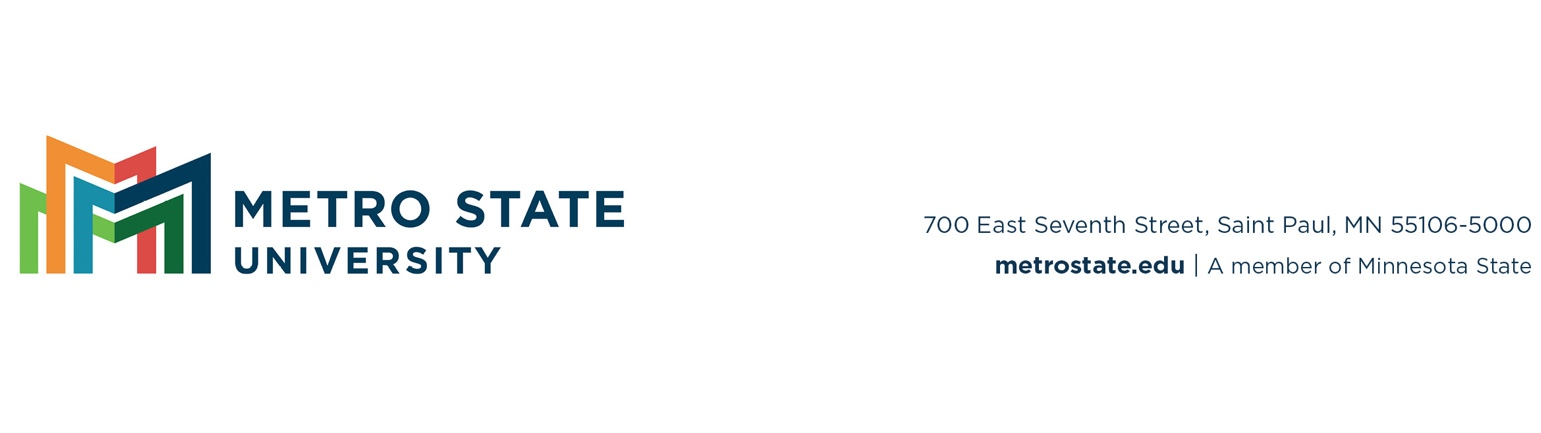 METRO STATE
UNIVERSITY
700 East Seventh Street, Saint Paul, MN 55106-5000
metrostate.edu | A member of Minnesota State